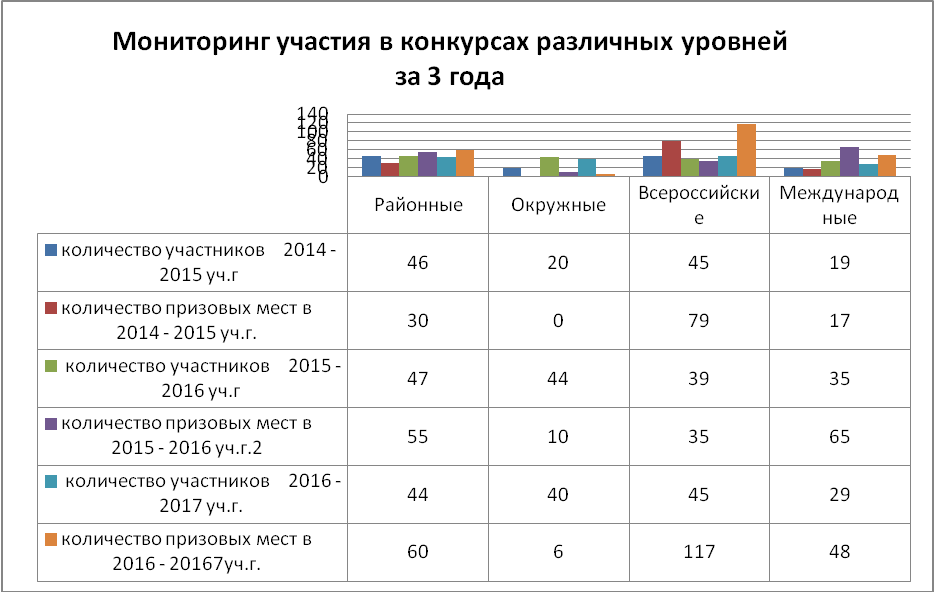 Мониторинг участия в конкурсах различных уровней
за 3 года
140
120
100
80
60
40
20
0
Районные
Окружные
Всероссийски
е
Международ
ные
количество участников 2014 -
2015 уч.г
46 20 45 19
количество призовых мест в
2014 - 2015 уч.г.
30 0 79 17
количество участников 2015 -
2016 уч.г
47 44 39 35
количество призовых мест в
2015 - 2016 уч.г.2
55 10 35 65
количество участников 2016 -
2017 уч.г.
44 40 45 29
количество призовых мест в
2016 - 20167уч.г.
60 6 117 48